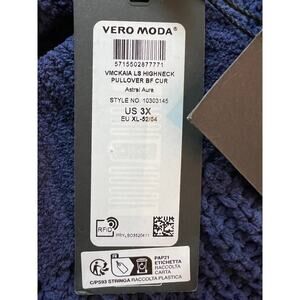 VERO MODA®
5715502877771
VMCKAIA LS HIGHNECK
PULLOVER BF CUR
Astral Aura
STYLE NO. 10303145
US 3X
EU XL-52/54
RFID
PAP21
ETICHETTA
RACCOLTA
CARTA
C/PS93 STRINGA RACCOLTA PLASTICA